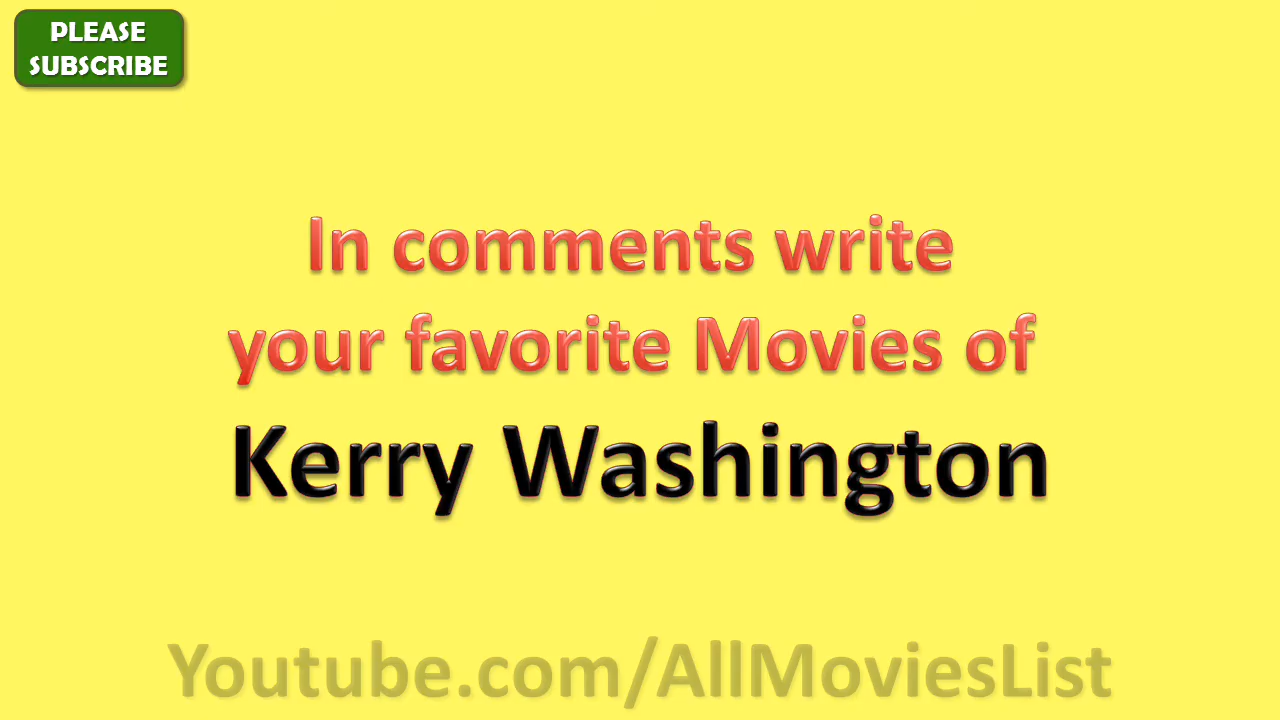 PLEASE
SUBSCRIBE
In comments write
your favorite Movies of
Kerry Washington
Youtube.com/AllMoviesList